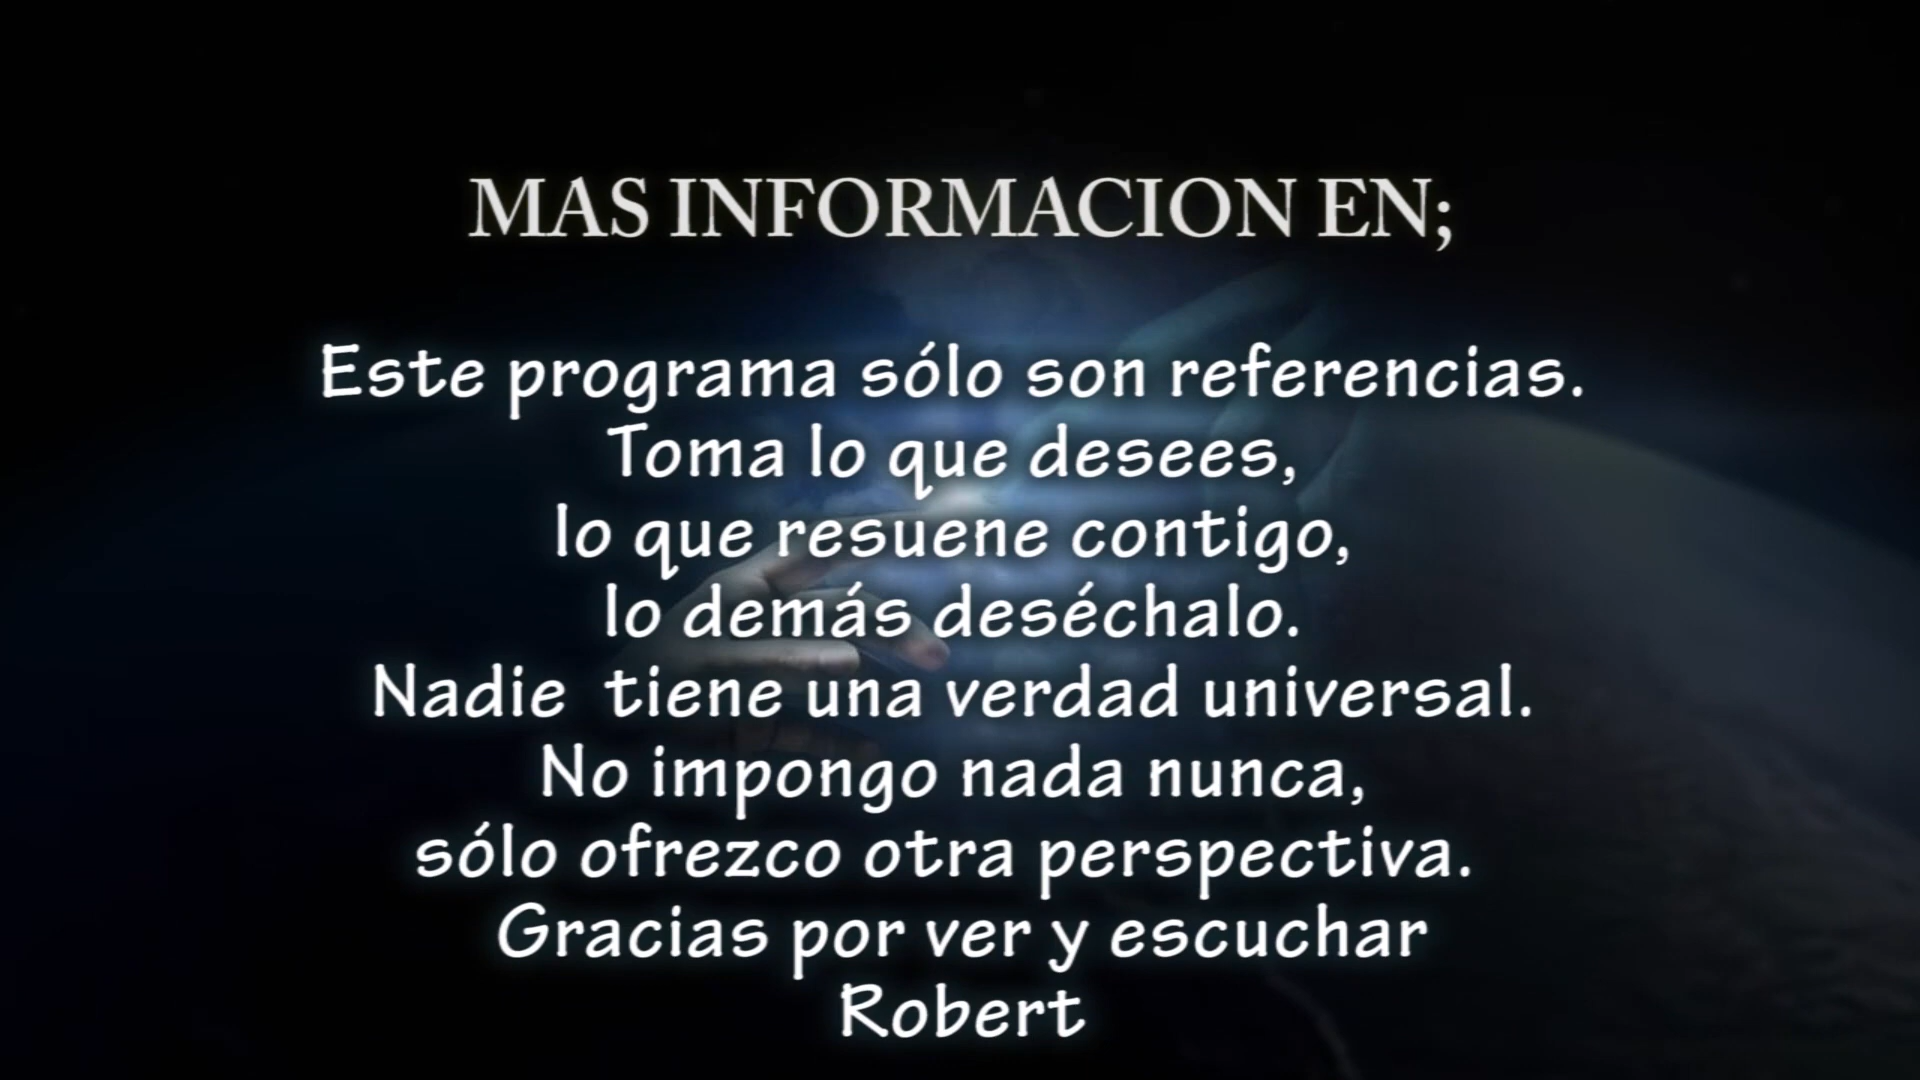 MAS INFORMACION EN;
Este programa sólo son referencias.
Toma lo que desees,
lo que resuene contigo,
lo demás deséchalo.
Nadie  tiene una verdad universal.
No impongo nada nunca,
sólo ofrezco otra perspectiva.
Gracias por ver y escuchar
Robert